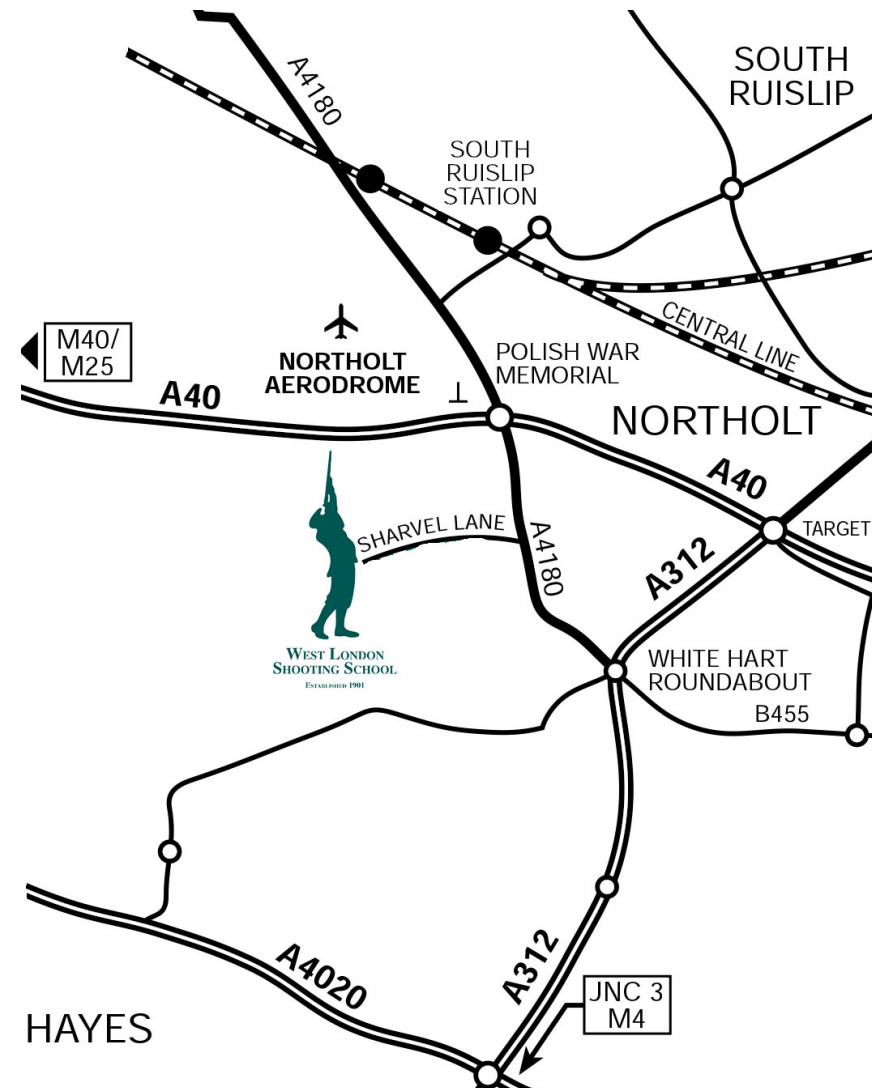 A4180
SOUTH
RUISLIP
SOUTH
RUISLIP
STATION
CENTRAL LINE
M40/
M25
NORTHOLT
AERODROME
POLISH WAR
MEMORIAL
A40
NORTHOLT
A40
TARGET
SHARVEL LANE
A4180
A312
WEST LONDON
SHOOTING SCHOOL
ESTABLISHED 1901
WHITE HART
ROUNDABOUT
B455
A4020
A312
JNC 3
M4
HAYES